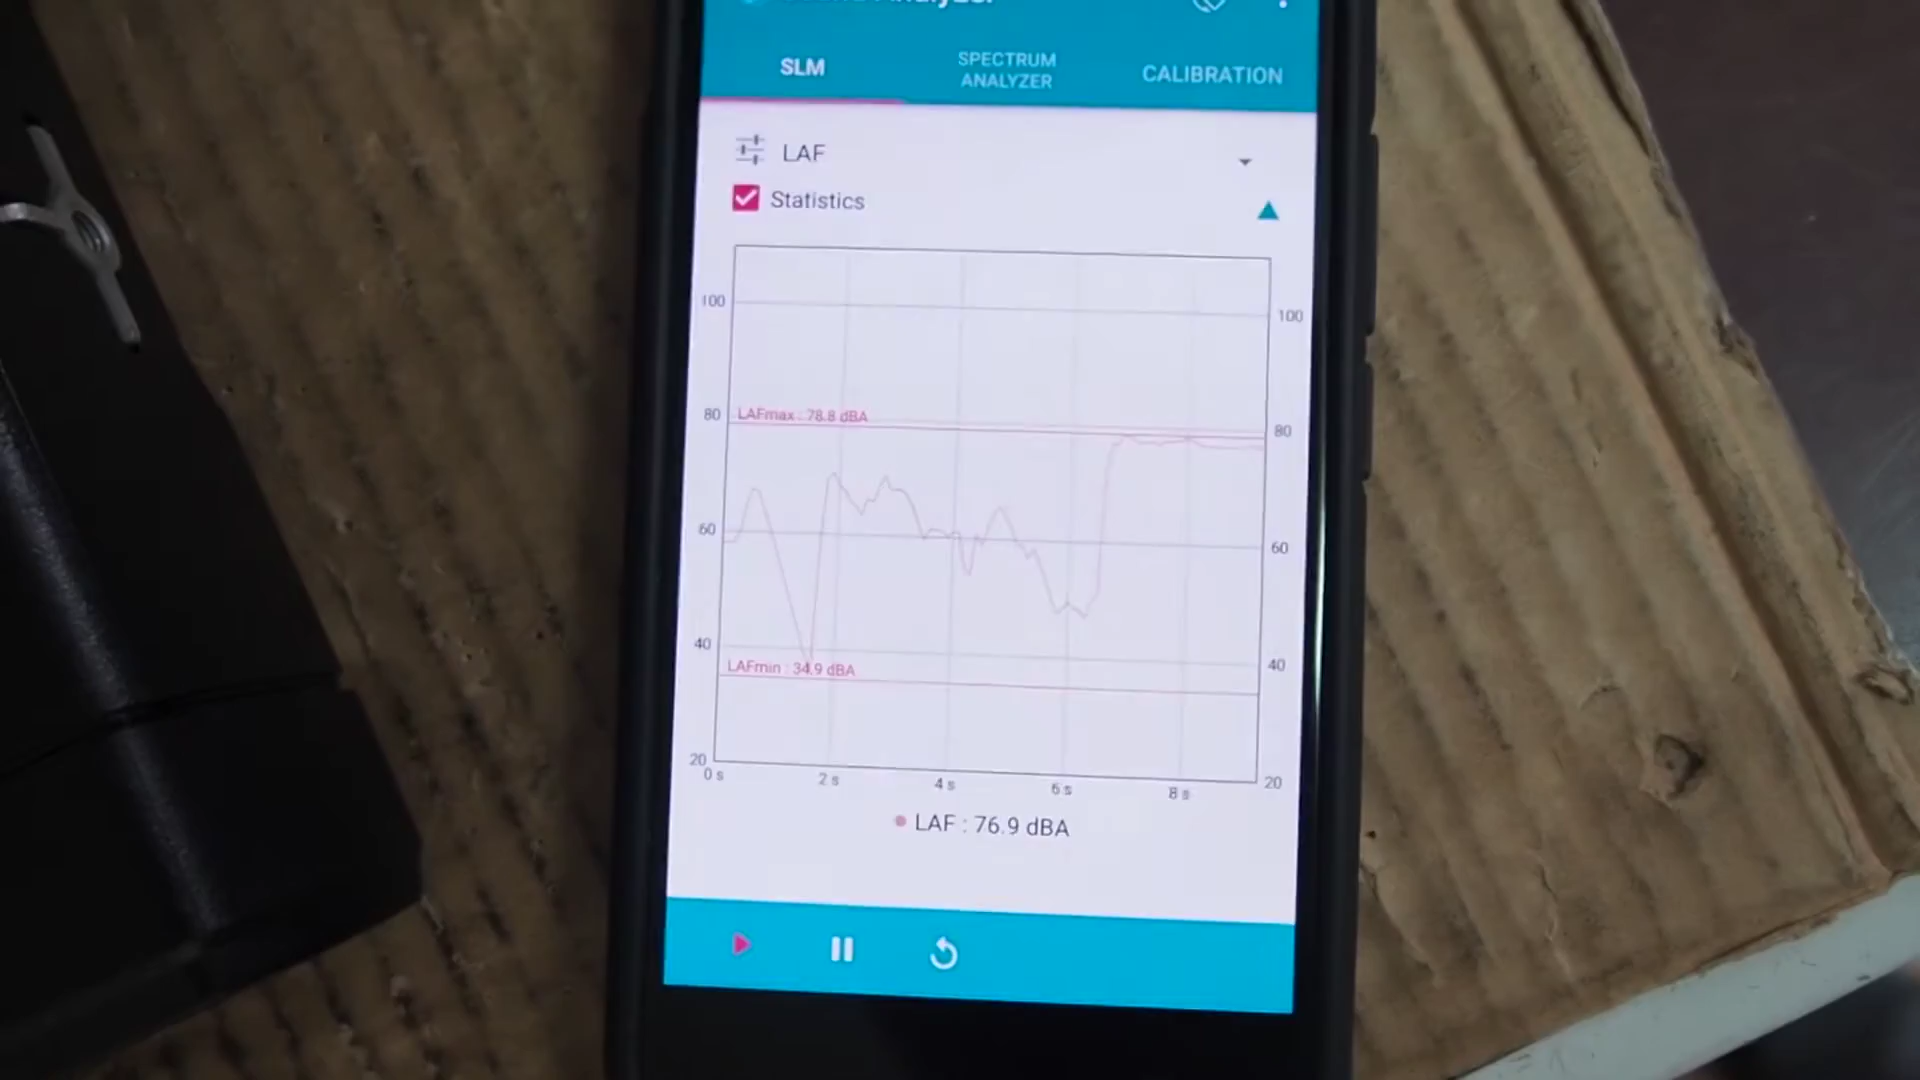 Analyzer
SLM
SPECTRUM
ANALYZER
CALIBRATION
LAF
Statistics
100
100
80
LAFmax : 78.8 dBA
80
60
60
40
40
LAFmin : 34.9 dBA
20
20
0 s
2 s
4 s
6 s
8 s
LAF : 76.9 dBA